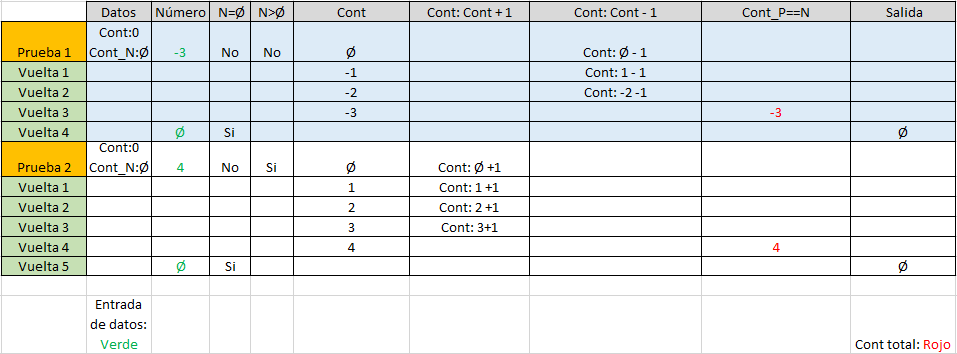 Datos Número N=Ø N>Ø Cont Cont: Cont + 1 Cont: Cont - 1 Cont_P==N Salida
Cont:0
Prueba 1 Cont_N:Ø -3 No No Ø Cont: Ø - 1
Vuelta 1 -1 Cont: 1 - 1
Vuelta 2 -2 Cont: -2 -1
Vuelta 3 -3 -3
Vuelta 4 Ø Si Ø
Cont:0
Prueba 2 Cont_N:Ø 4 No Si Ø Cont: Ø +1
Vuelta 1 1 Cont: 1 +1
Vuelta 2 2 Cont: 2 +1
Vuelta 3 3 Cont: 3+1
Vuelta 4 4 4
Vuelta 5 Ø Si Ø
Entrada
de datos:
Verde Cont total: Rojo